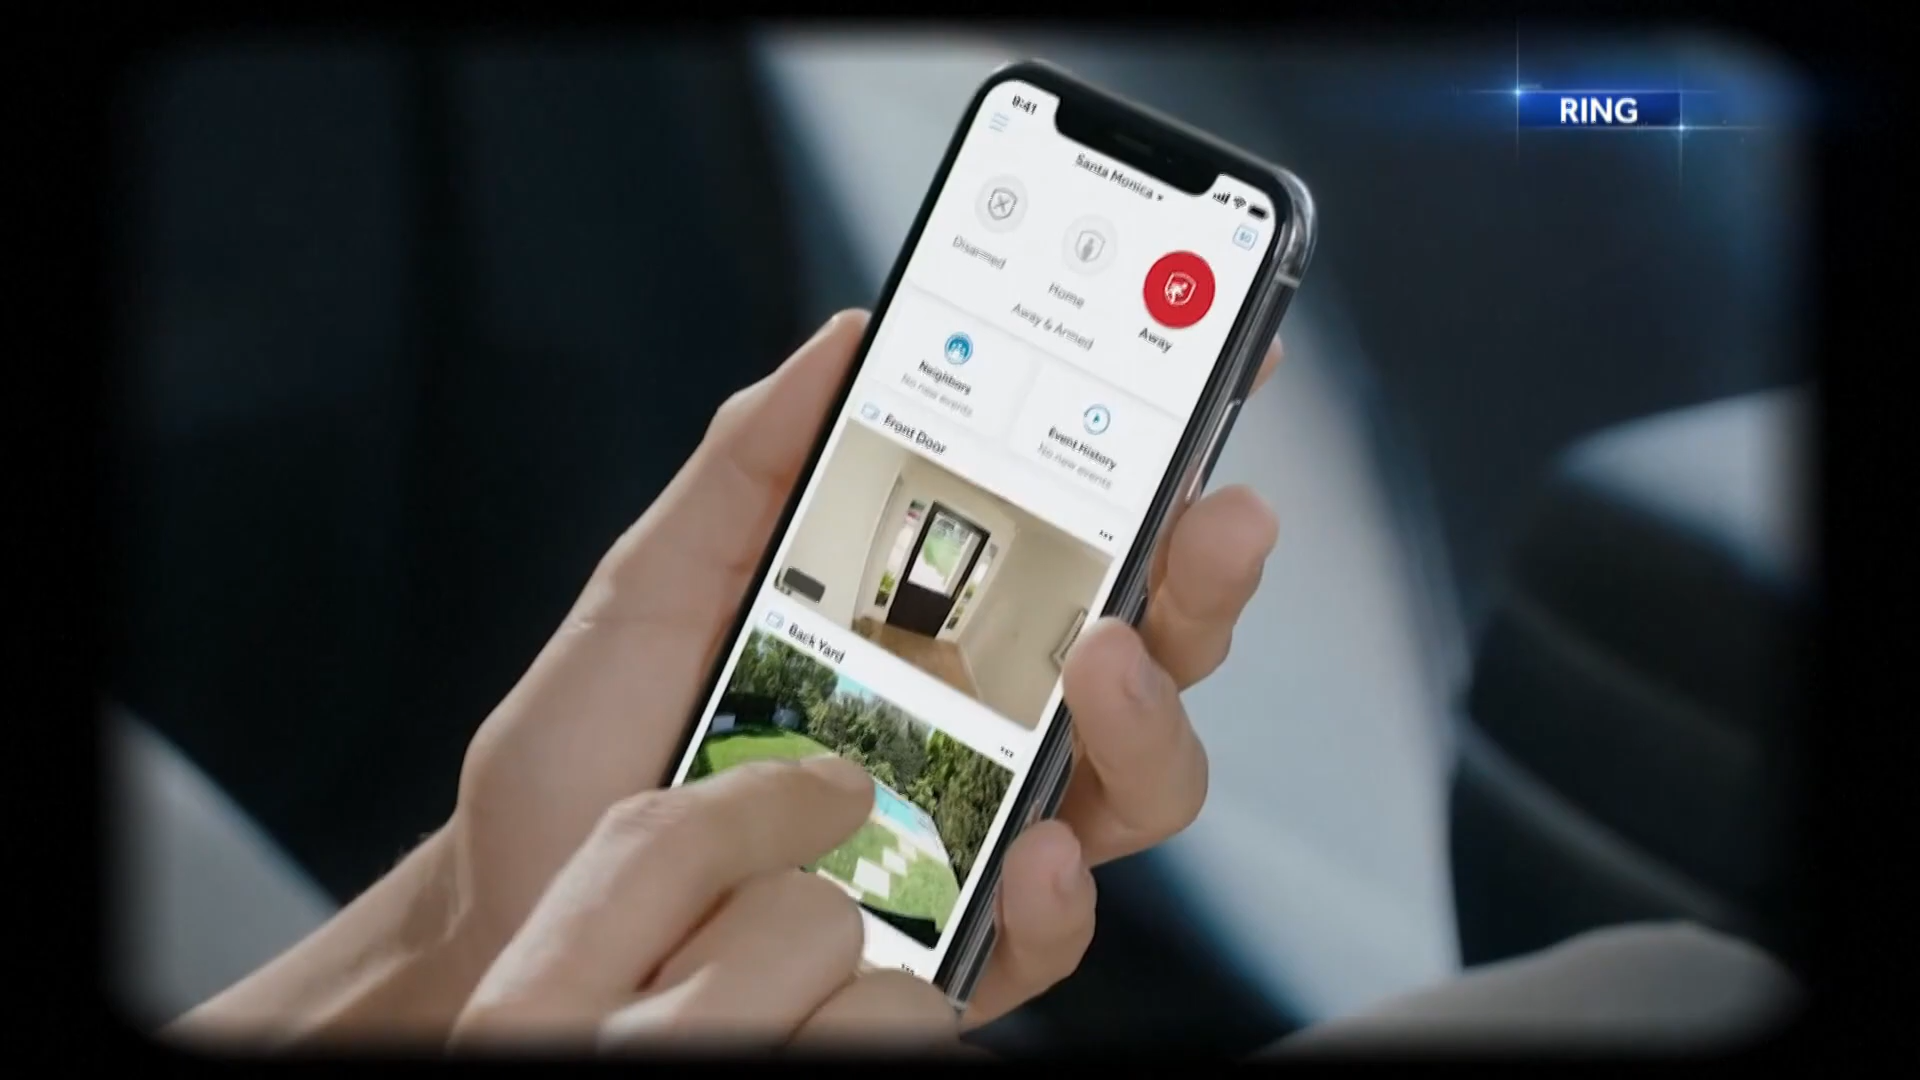 RING
9:41
Santa Monica
Disarmed
Home
Away
Away & Armed
Neighbors
No new events
Event History
No new events
Front Door
Back Yard